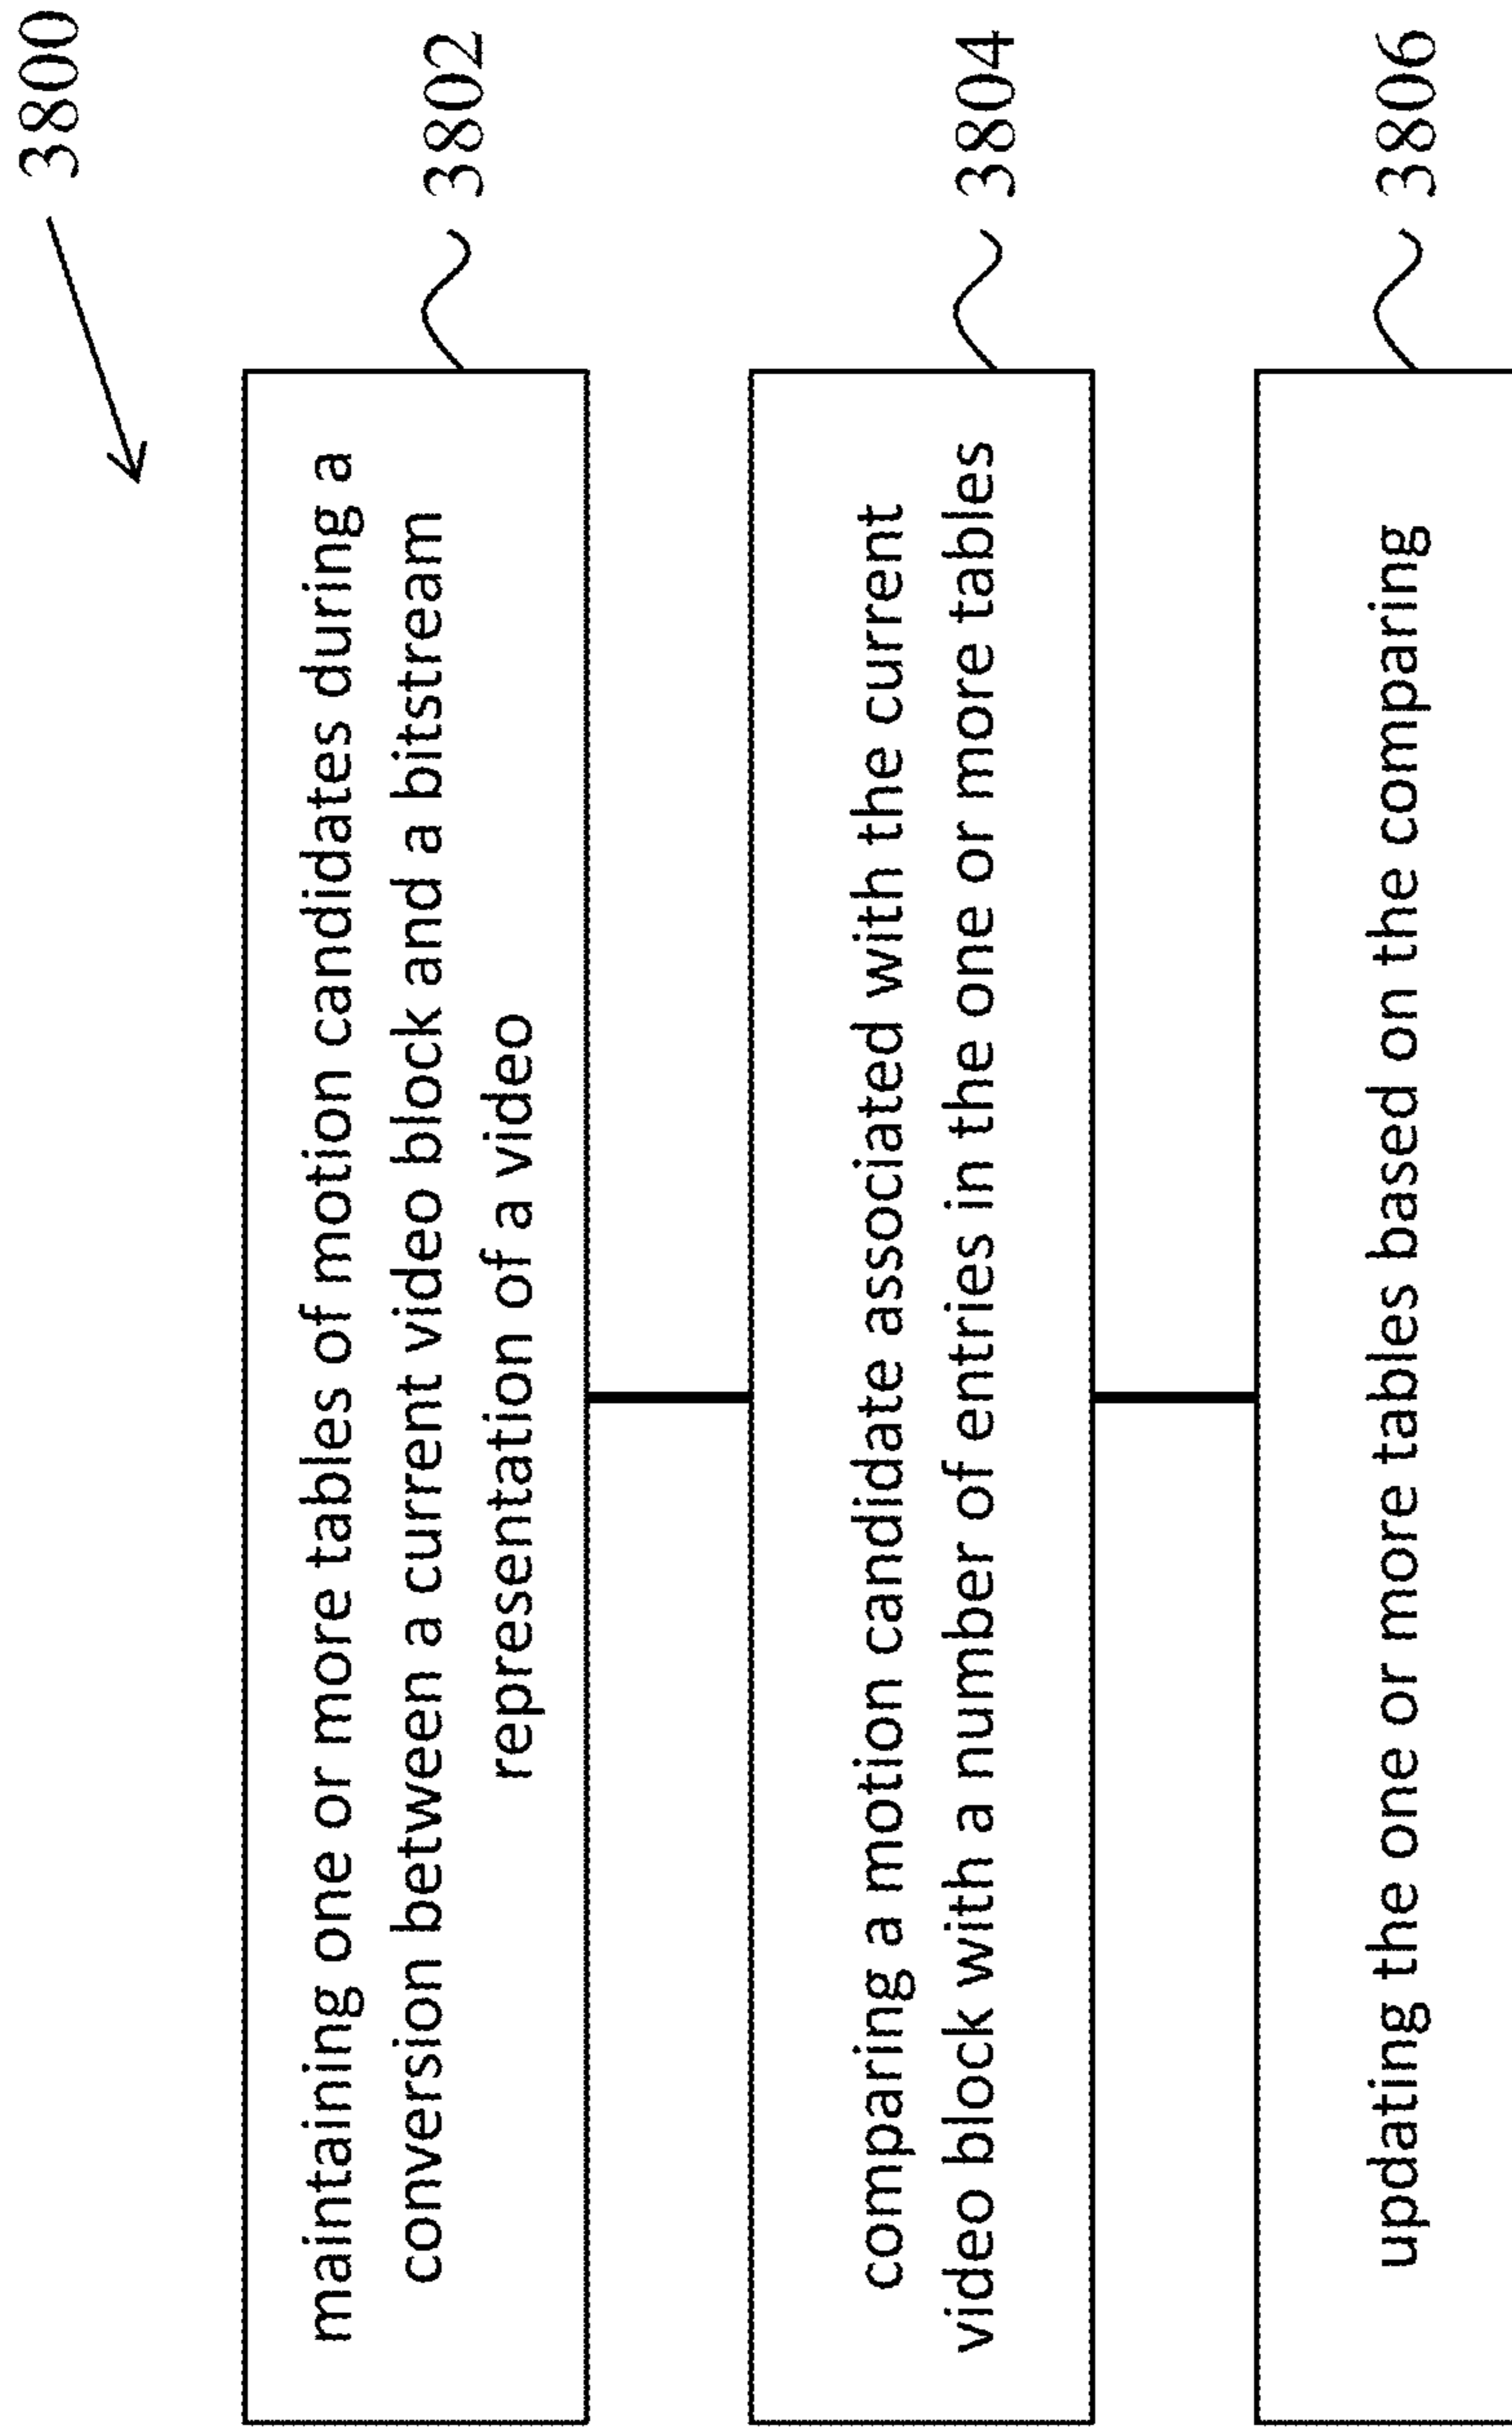 3800
maintaining one or more tables of motion candidates during a
conversion between a current video block and a bitstream
representation of a video
3802
comparing a motion candidate associated with the current
video block with a number of entries in the one or more tables
3804
updating the one or more tables based on the comparing
3806